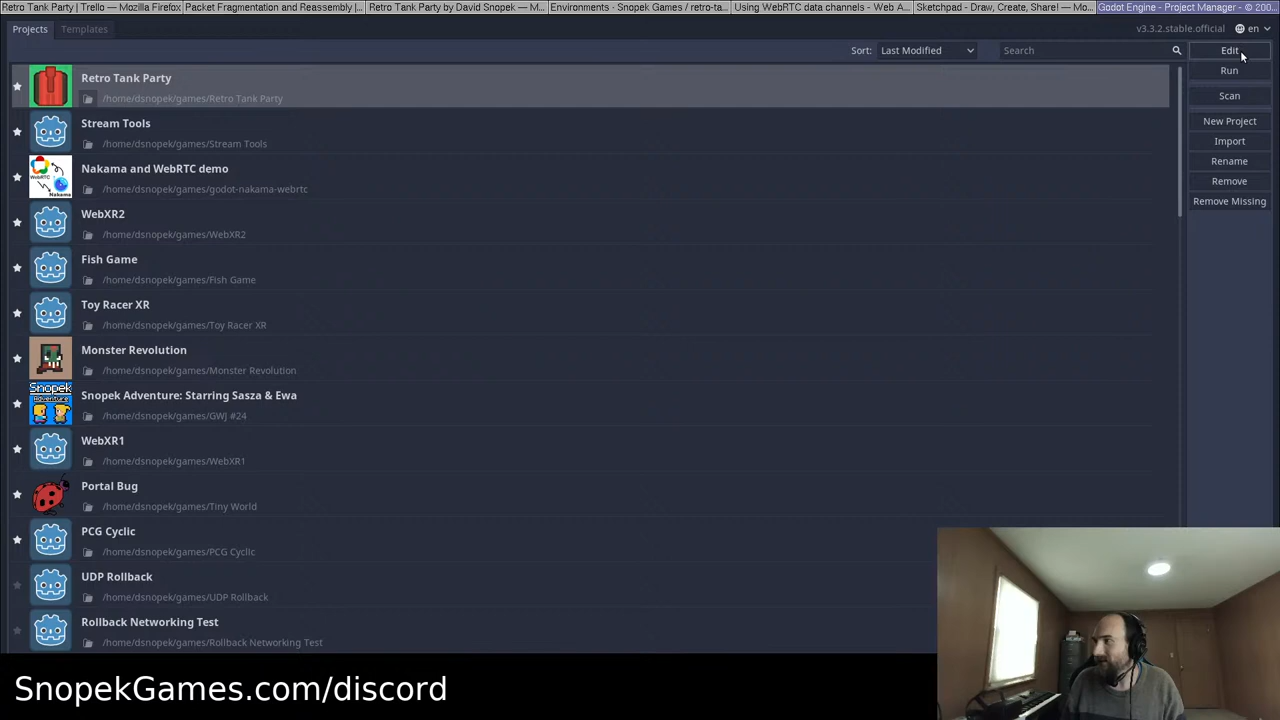 Retro Tank Party | Trello — Mozilla Firefox
Packet Fragmentation and Reassembly |...
Retro Tank Party by David Snopek — M...
Environments · Snopek Games / retro-ta...
Using WebRTC data channels - Web A...
Sketchpad - Draw, Create, Share! — Mo...
Godot Engine - Project Manager - © 200...
Projects
Templates
v3.3.2.stable.official
en
Sort:
Last Modified
Search
Edit
Run
Scan
New Project
Import
Rename
Remove
Remove Missing
Retro Tank Party
/home/dsnopek/games/Retro Tank Party
Stream Tools
/home/dsnopek/games/Stream Tools
WebRTC
Nakama
Nakama and WebRTC demo
/home/dsnopek/games/godot-nakama-webrtc
WebXR2
/home/dsnopek/games/WebXR2
Fish Game
/home/dsnopek/games/Fish Game
Toy Racer XR
/home/dsnopek/games/Toy Racer XR
Monster Revolution
/home/dsnopek/games/Monster Revolution
Snopek
Adventure
Snopek Adventure: Starring Sasza & Ewa
/home/dsnopek/games/GWJ #24
WebXR1
/home/dsnopek/games/WebXR1
Portal Bug
/home/dsnopek/games/Tiny World
PCG Cyclic
/home/dsnopek/games/PCG Cyclic
UDP Rollback
/home/dsnopek/games/UDP Rollback
Rollback Networking Test
/home/dsnopek/games/Rollback Networking Test
SnopekGames.com/discord